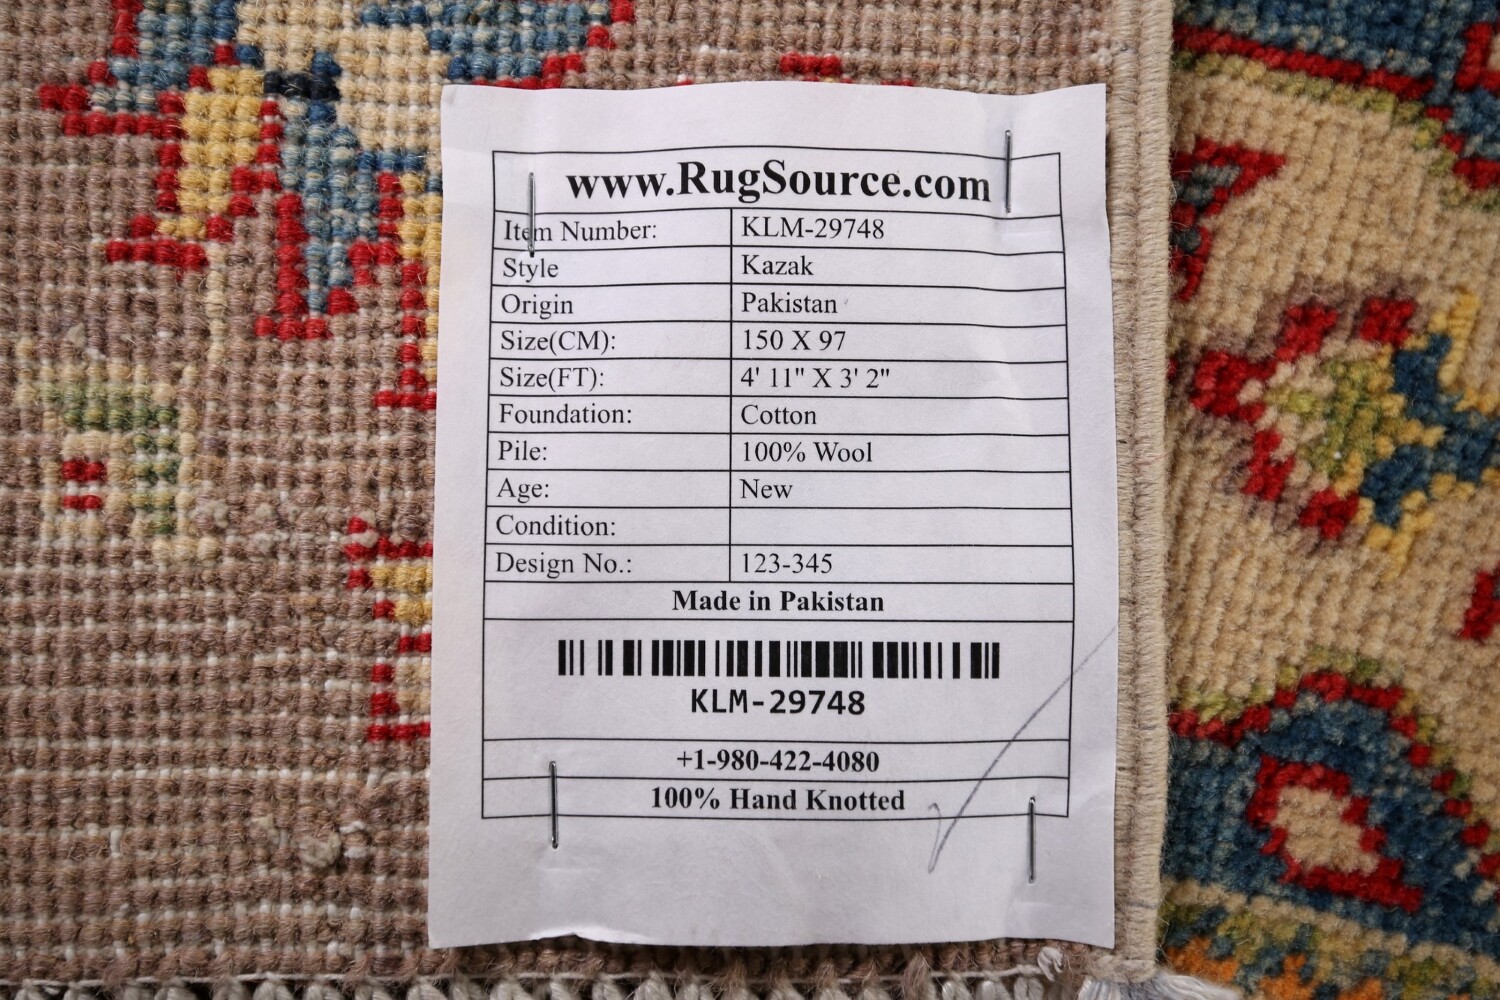 www.RugSource.com
Item Number: KLM-29748
Style Kazak
Origin Pakistan
Size(CM): 150 X 97
Size(FT): 4' 11" X 3' 2"
Foundation: Cotton
Pile: 100% Wool
Age: New
Condition:
Design No.: 123-345
Made in Pakistan
KLM-29748
+1-980-422-4080
100% Hand Knotted